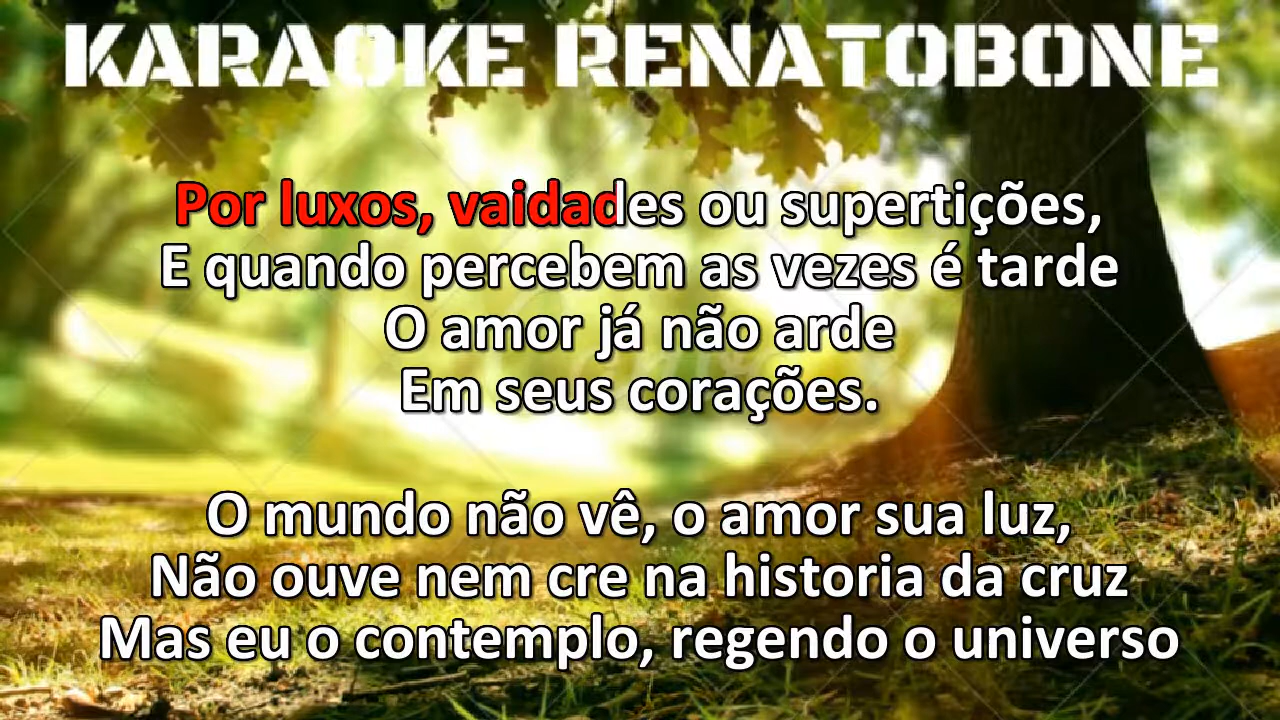 KARAOKE RENATOBONE
Por luxos, vaidades ou supertições,
E quando percebem as vezes é tarde
O amor já não arde
Em seus corações.
O mundo não vê, o amor sua luz,
Não ouve nem cre na historia da cruz
Mas eu o contemplo, regendo o universo